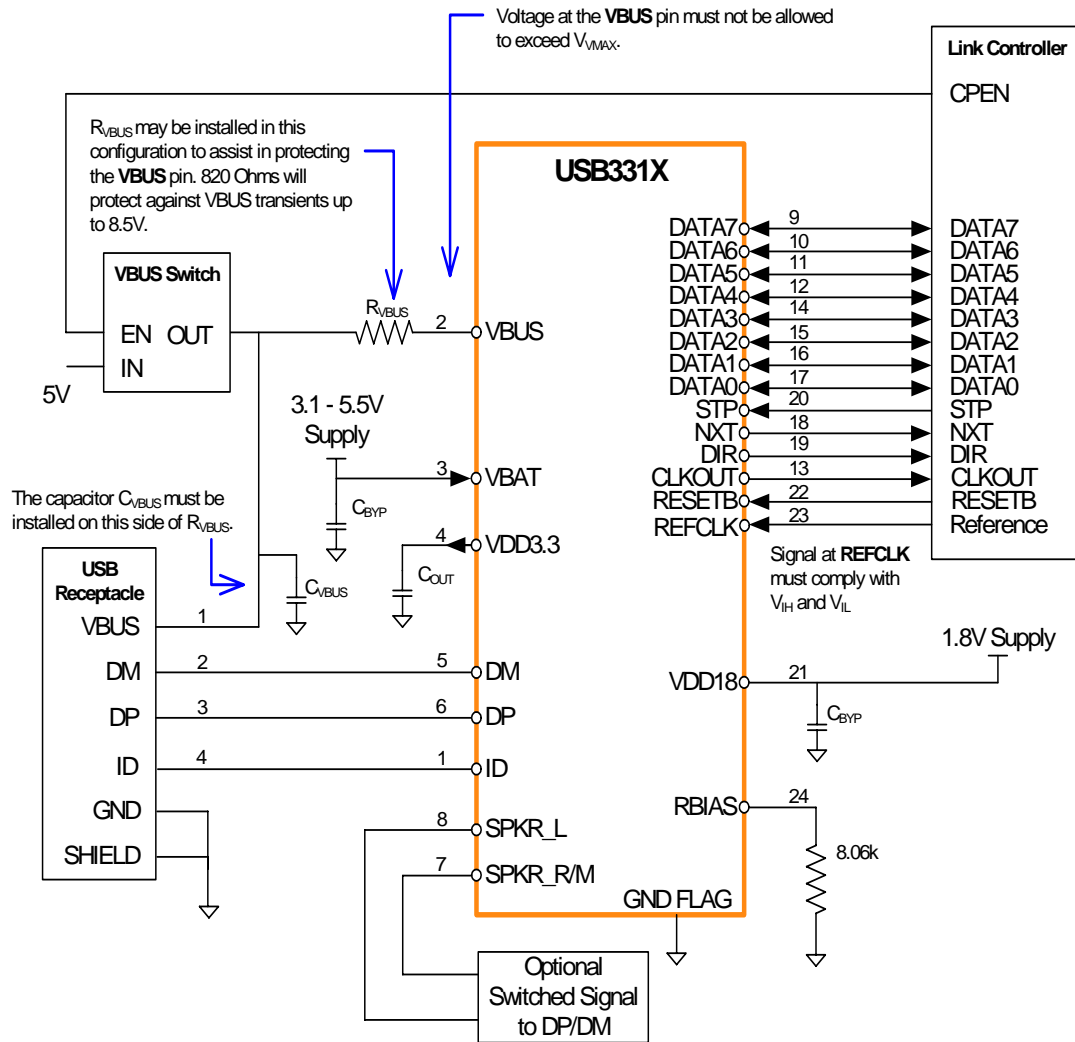 Voltage at the VBUS pin must not be allowed
to exceed VVMAX.
Link Controller
CPEN
RVBUS may be installed in this
configuration to assist in protecting
the VBUS pin. 820 Ohms will
protect against VBUS transients up
to 8.5V.
USB331X
VBUS Switch
EN OUT
IN
5V
RVBUS
2
VBUS
DATA7
9
DATA7
DATA6
10
DATA6
DATA5
11
DATA5
DATA4
12
DATA4
DATA3
14
DATA3
DATA2
15
DATA2
DATA1
16
DATA1
DATA0
17
DATA0
STP
20
STP
NXT
18
NXT
DIR
19
DIR
CLKOUT
13
CLKOUT
RESETB
22
RESETB
REFCLK
23
Reference
3.1 - 5.5V
Supply
3
VBAT
CBYP
4
VDD3.3
COUT
The capacitor CVBUS must be
installed on this side of RVBUS.
CVBUS
Signal at REFCLK
must comply with
VIH and VIL
USB
Receptacle
VBUS
1
DM
2
5
DM
DP
3
6
DP
ID
4
1
ID
GND
SHIELD
1.8V Supply
VDD18
21
CBYP
RBIAS
24
8.06k
8
SPKR_L
7
SPKR_R/M
GND FLAG
Optional
Switched Signal
to DP/DM